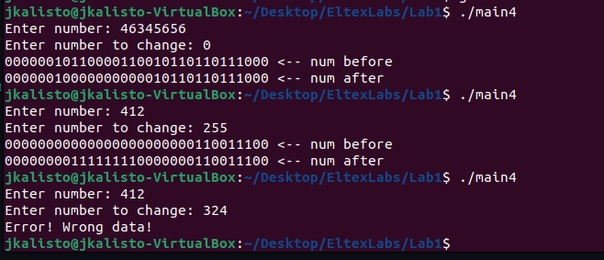 jkalisto@jkalisto-VirtualBox:~/Desktop/EltexLabs/Lab1$ ./main4
Enter number: 46345656
Enter number to change: 0
00000010110000110010110110111000 <-- num before
00000010000000000010110110111000 <-- num after
jkalisto@jkalisto-VirtualBox:~/Desktop/EltexLabs/Lab1$ ./main4
Enter number: 412
Enter number to change: 255
00000000000000000000000110011100 <-- num before
00000000111111110000000110011100 <-- num after
jkalisto@jkalisto-VirtualBox:~/Desktop/EltexLabs/Lab1$ ./main4
Enter number: 412
Enter number to change: 324
Error! Wrong data!
jkalisto@jkalisto-VirtualBox:~/Desktop/EltexLabs/Lab1$